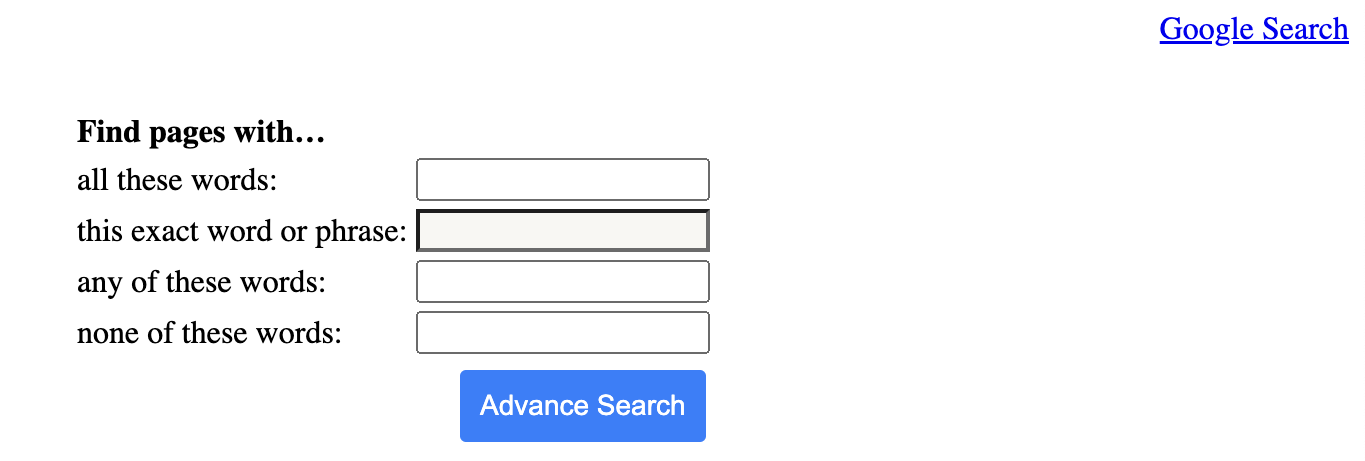 Google Search
Find pages with…
all these words:
this exact word or phrase:
any of these words:
none of these words:
Advance Search